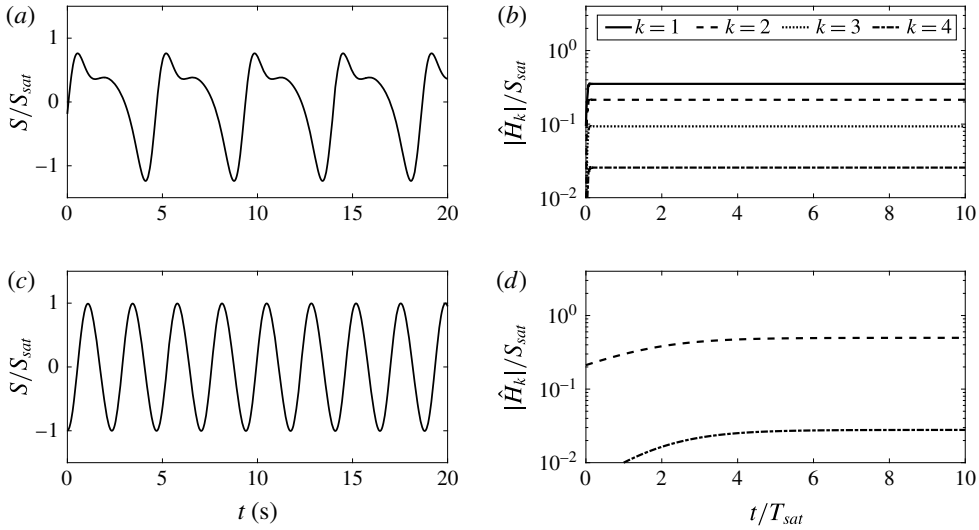 (a)
1
0
−1
S/S_sat
0 5 10 15 20
(b)
k = 1 k = 2 k = 3 k = 4
10^0
10^−1
10^−2
|Ĥ_k|/S_sat
0 2 4 6 8 10
(c)
1
0
−1
S/S_sat
0 5 10 15 20
t (s)
(d)
10^0
10^−1
10^−2
|Ĥ_k|/S_sat
0 2 4 6 8 10
t/T_sat